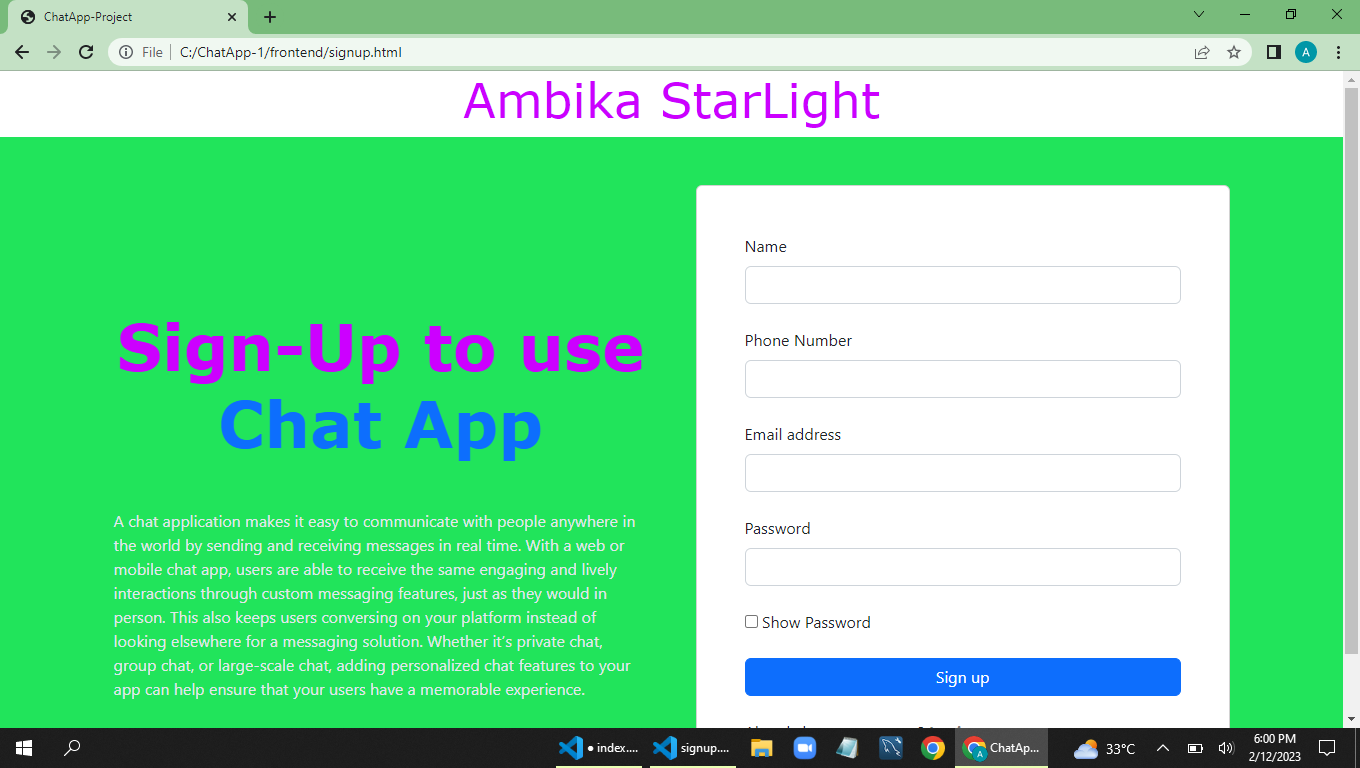 ChatApp-Project
File
C:/ChatApp-1/frontend/signup.html
A
Ambika StarLight
Sign-Up to use
Chat App
A chat application makes it easy to communicate with people anywhere in
the world by sending and receiving messages in real time. With a web or
mobile chat app, users are able to receive the same engaging and lively
interactions through custom messaging features, just as they would in
person. This also keeps users conversing on your platform instead of
looking elsewhere for a messaging solution. Whether it's private chat,
group chat, or large-scale chat, adding personalized chat features to your
app can help ensure that your users have a memorable experience.
Name
Phone Number
Email address
Password
Show Password
Sign up
● index....
signup....
A
ChatAp...
33°C
6:00 PM
2/12/2023